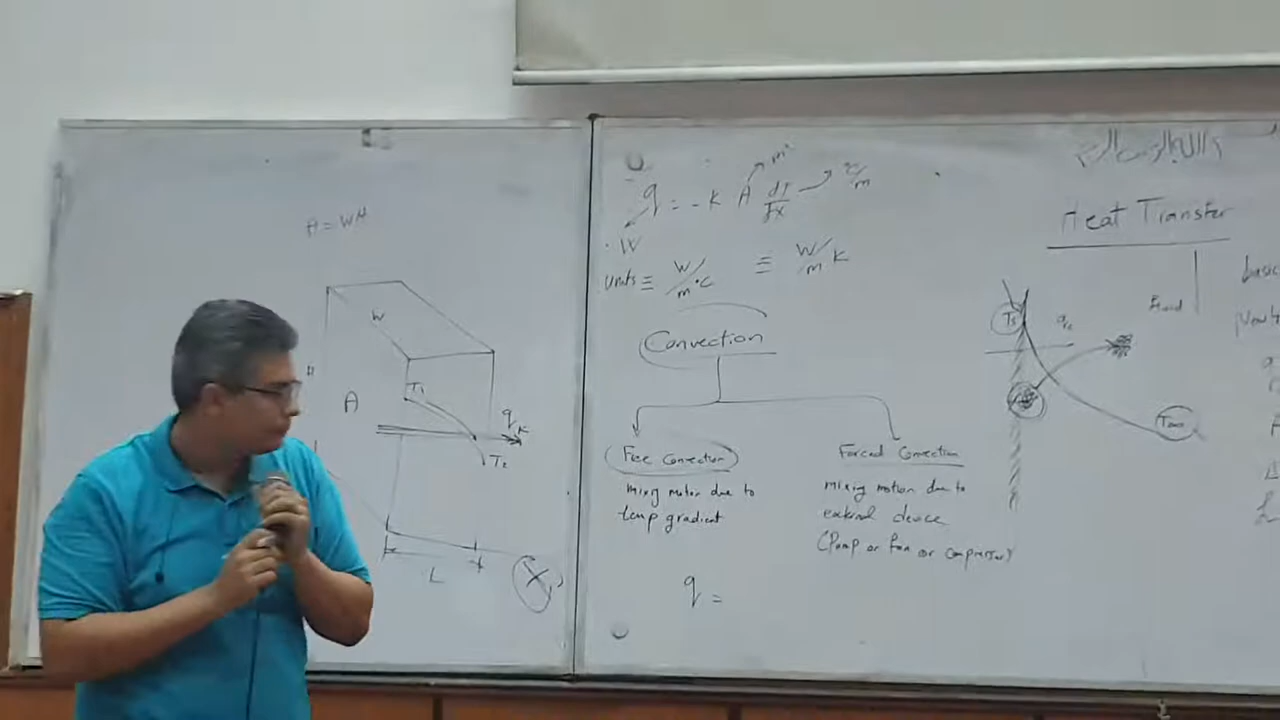 A = WH
W
H
A
T₁
q_K
T₂
L
X
q = - K A dT/dx
m²
°C/m
W
units ≡ W/m°C ≡ W/m K
Convection
Free Convection
mixing motion due to
temp gradient
Forced Convection
mixing motion due to
external device
(Pump or fan or compressor)
q =
Heat Transfer
Ts
T∞
basic